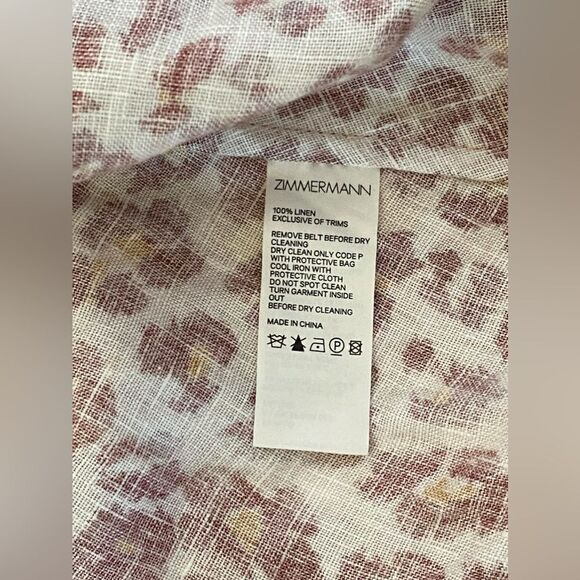 ZIMMERMANN
100% LINEN
EXCLUSIVE OF TRIMS
REMOVE BELT BEFORE DRY
CLEANING
DRY CLEAN ONLY CODE P
WITH PROTECTIVE BAG
COOL IRON WITH
PROTECTIVE CLOTH
DO NOT SPOT CLEAN
TURN GARMENT INSIDE
OUT
BEFORE DRY CLEANING
MADE IN CHINA
P